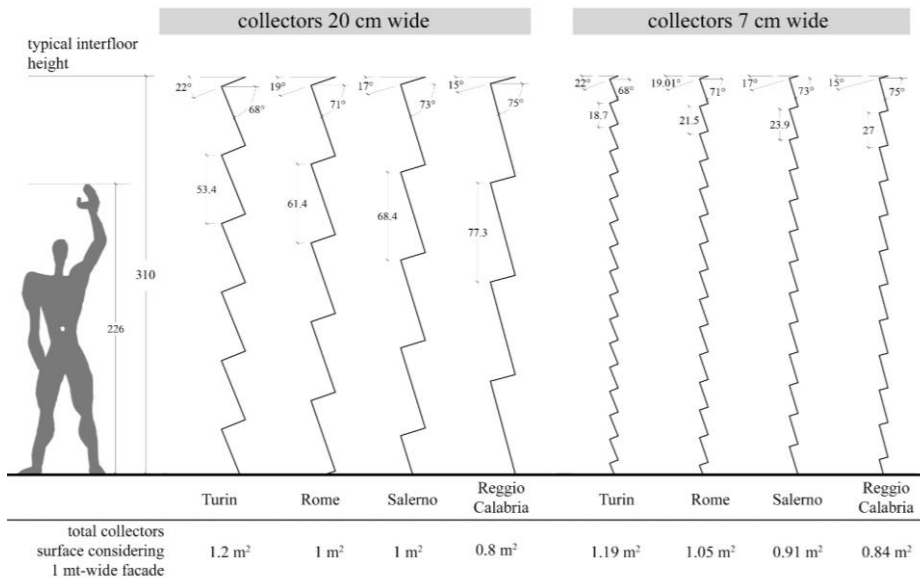 collectors 20 cm wide
collectors 7 cm wide
typical interfloor
height
22° 19° 17° 15° 22° 19.01° 17° 15°
68° 71° 73° 75° 68° 71° 73° 75°
18.7 21.5 23.9 27
53.4 61.4 68.4 77.3
310
226
Turin Rome Salerno Reggio Calabria Turin Rome Salerno Reggio Calabria
total collectors
surface considering
1 mt-wide facade
1.2 m² 1 m² 1 m² 0.8 m² 1.19 m² 1.05 m² 0.91 m² 0.84 m²